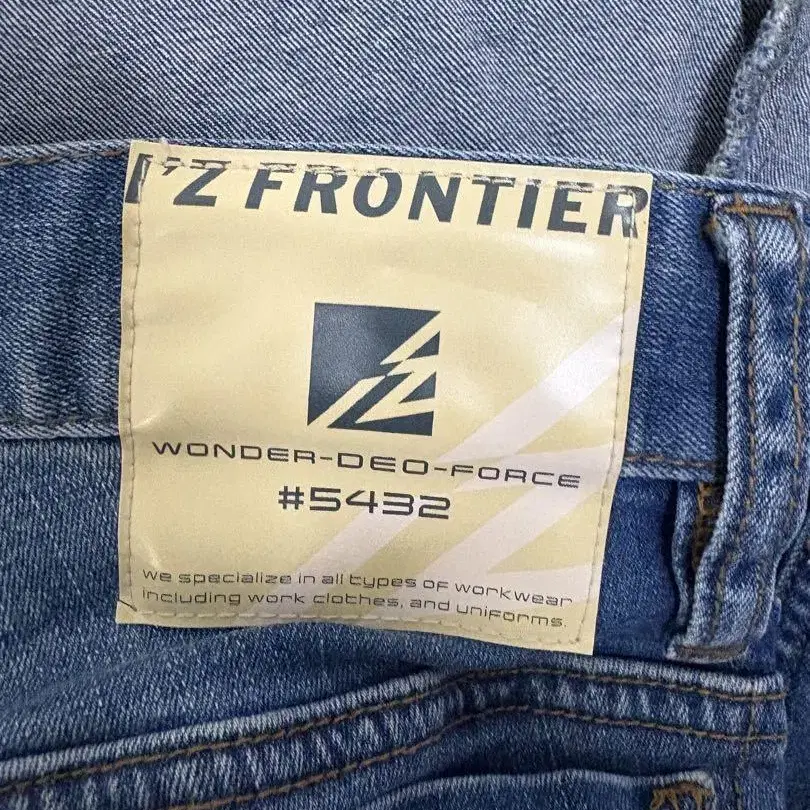 I'Z FRONTIER
WONDER-DEO-FORCE
#5432
we specialize in all types of workwear
including work clothes, and uniforms.